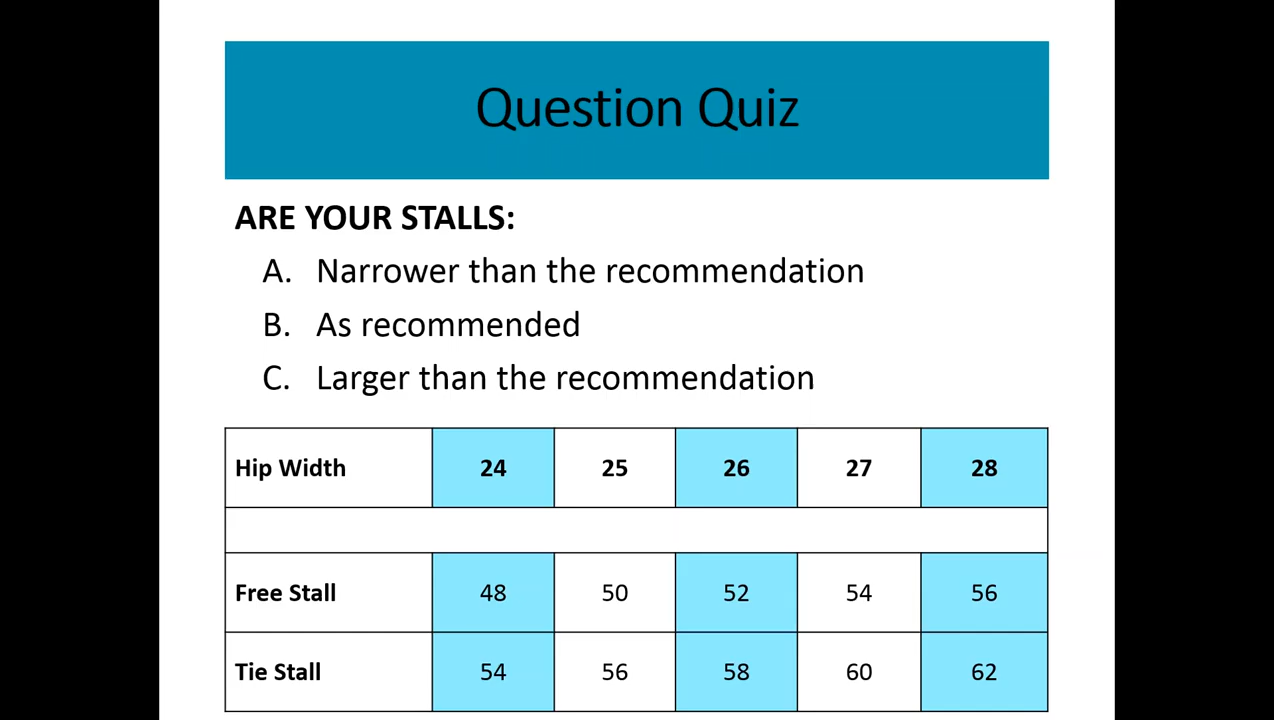 Question Quiz
ARE YOUR STALLS:
A. Narrower than the recommendation
B. As recommended
C. Larger than the recommendation
Hip Width 24 25 26 27 28
Free Stall 48 50 52 54 56
Tie Stall 54 56 58 60 62